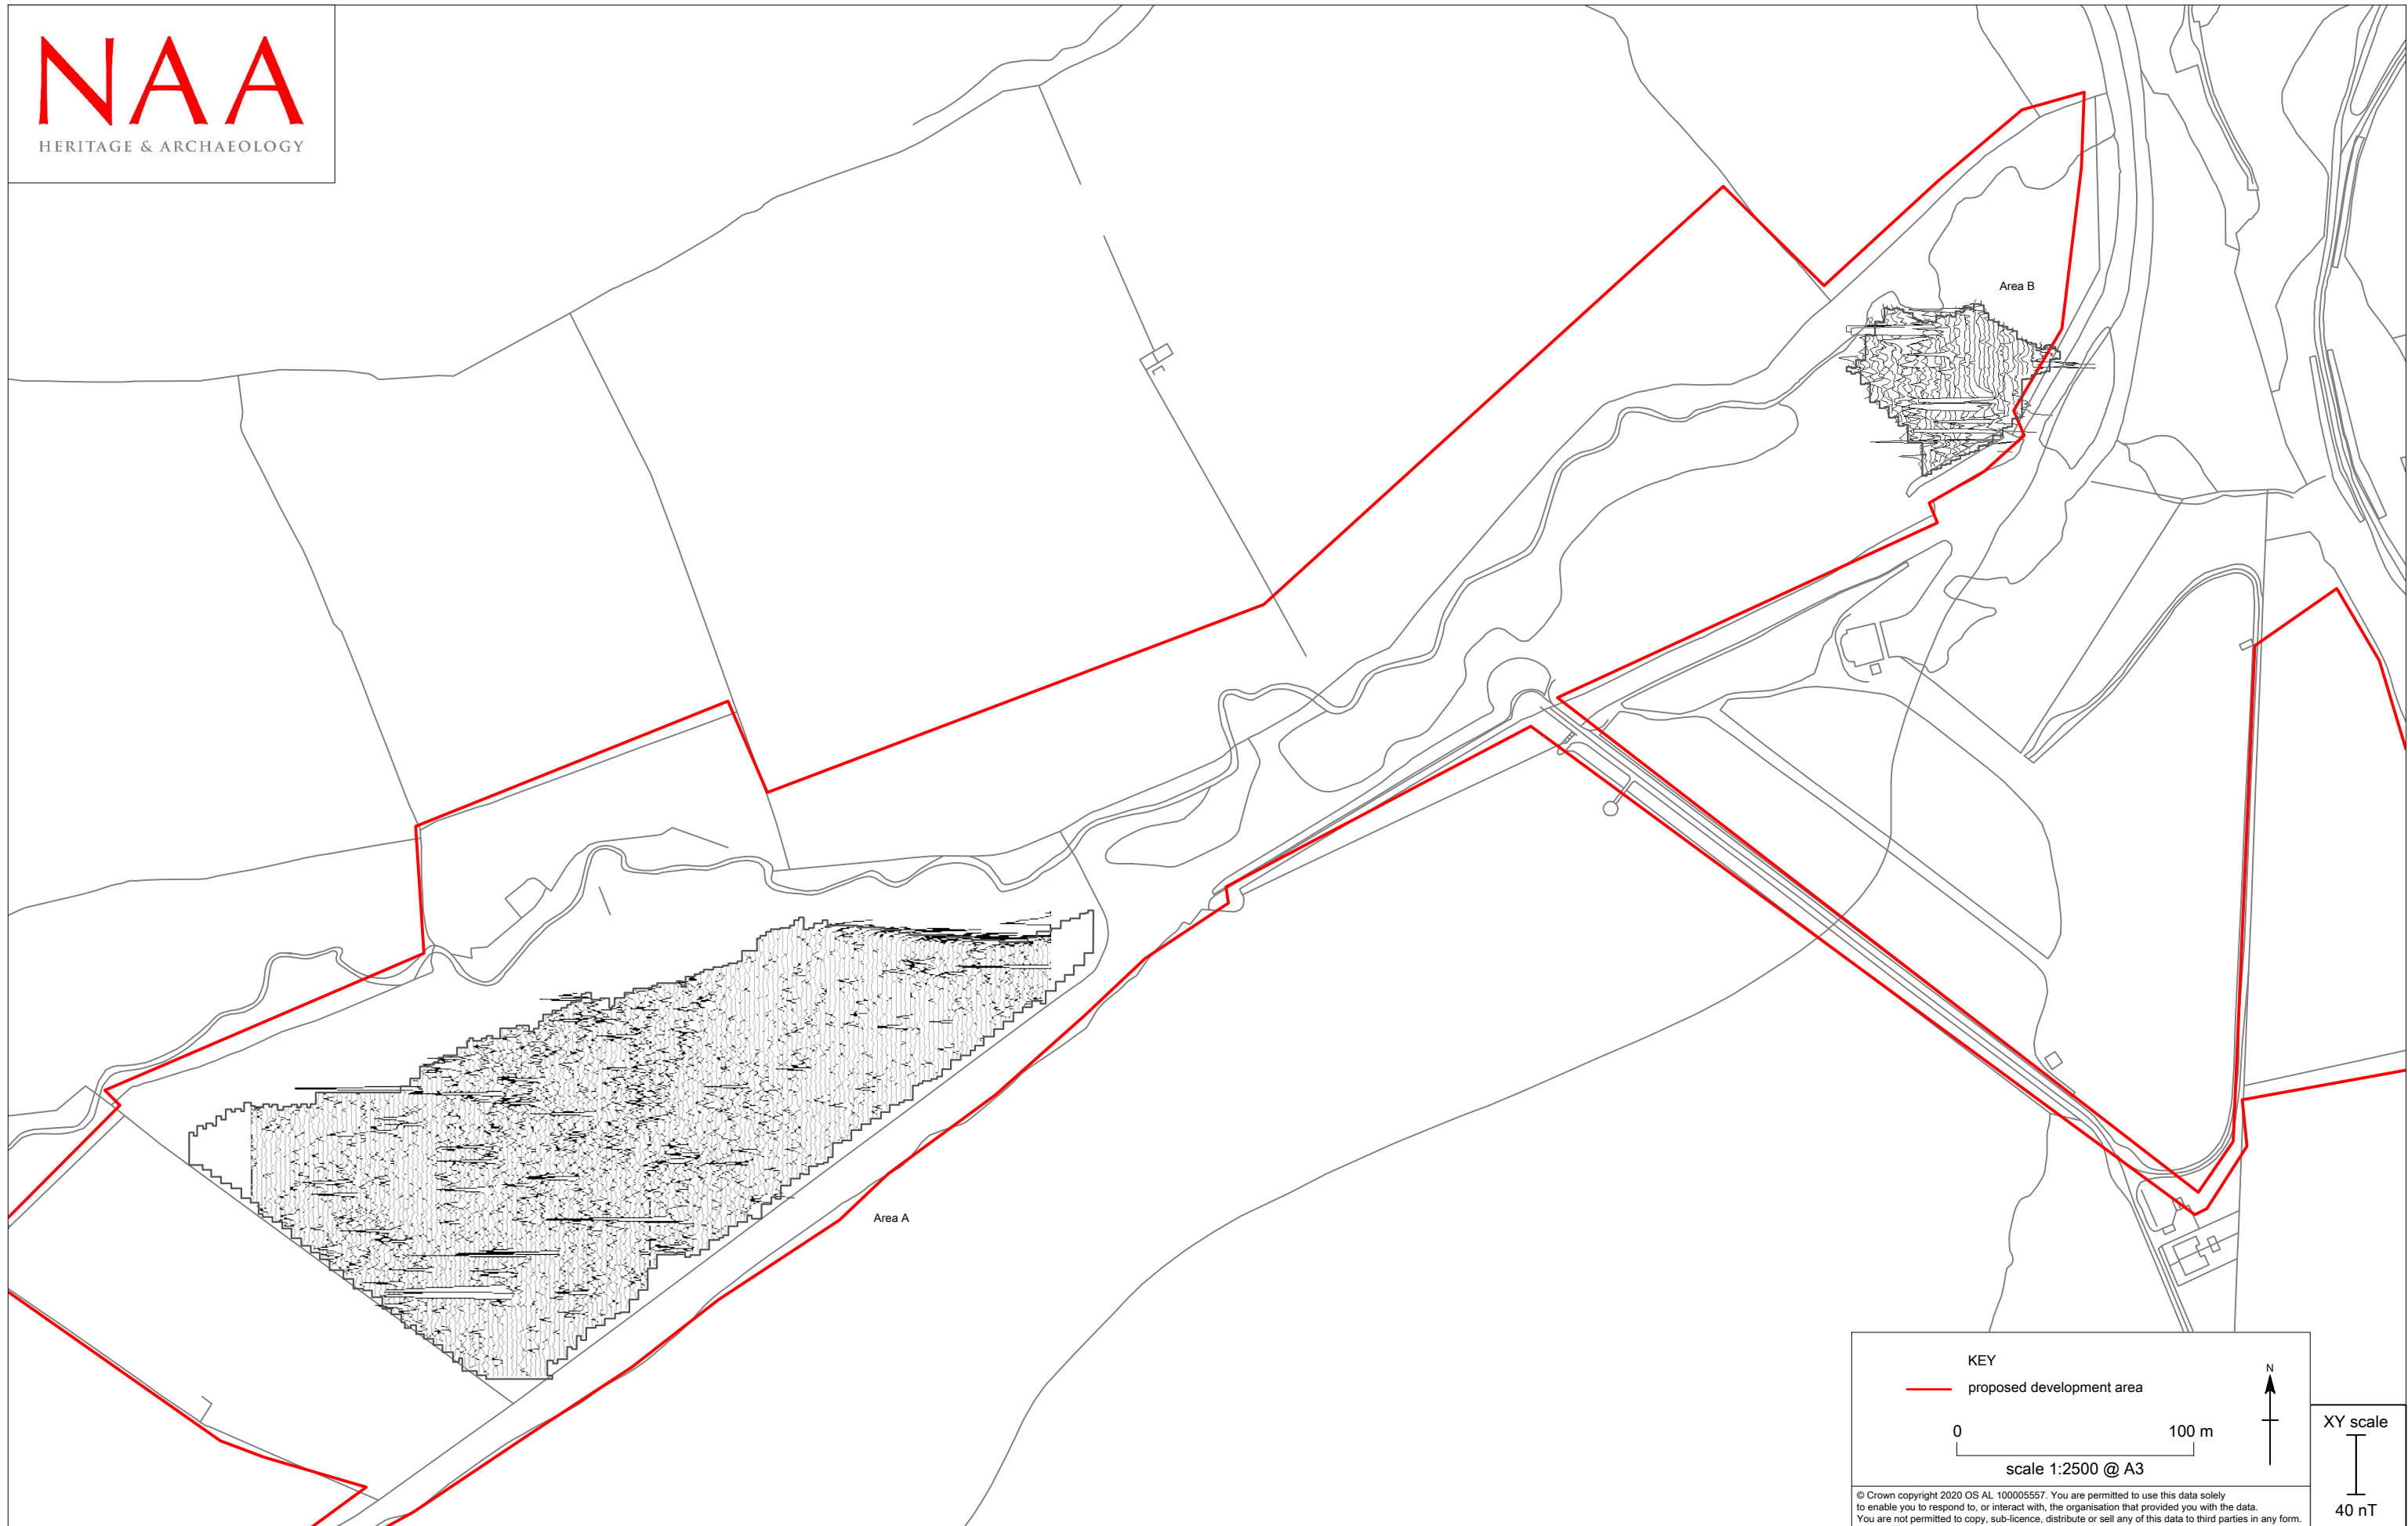 NAA
HERITAGE & ARCHAEOLOGY
Area B
Area A
KEY
proposed development area
N
0 100 m
scale 1:2500 @ A3
XY scale
40 nT
© Crown copyright 2020 OS AL 100005557. You are permitted to use this data solely
to enable you to respond to, or interact with, the organisation that provided you with the data.
You are not permitted to copy, sub-licence, distribute or sell any of this data to third parties in any form.